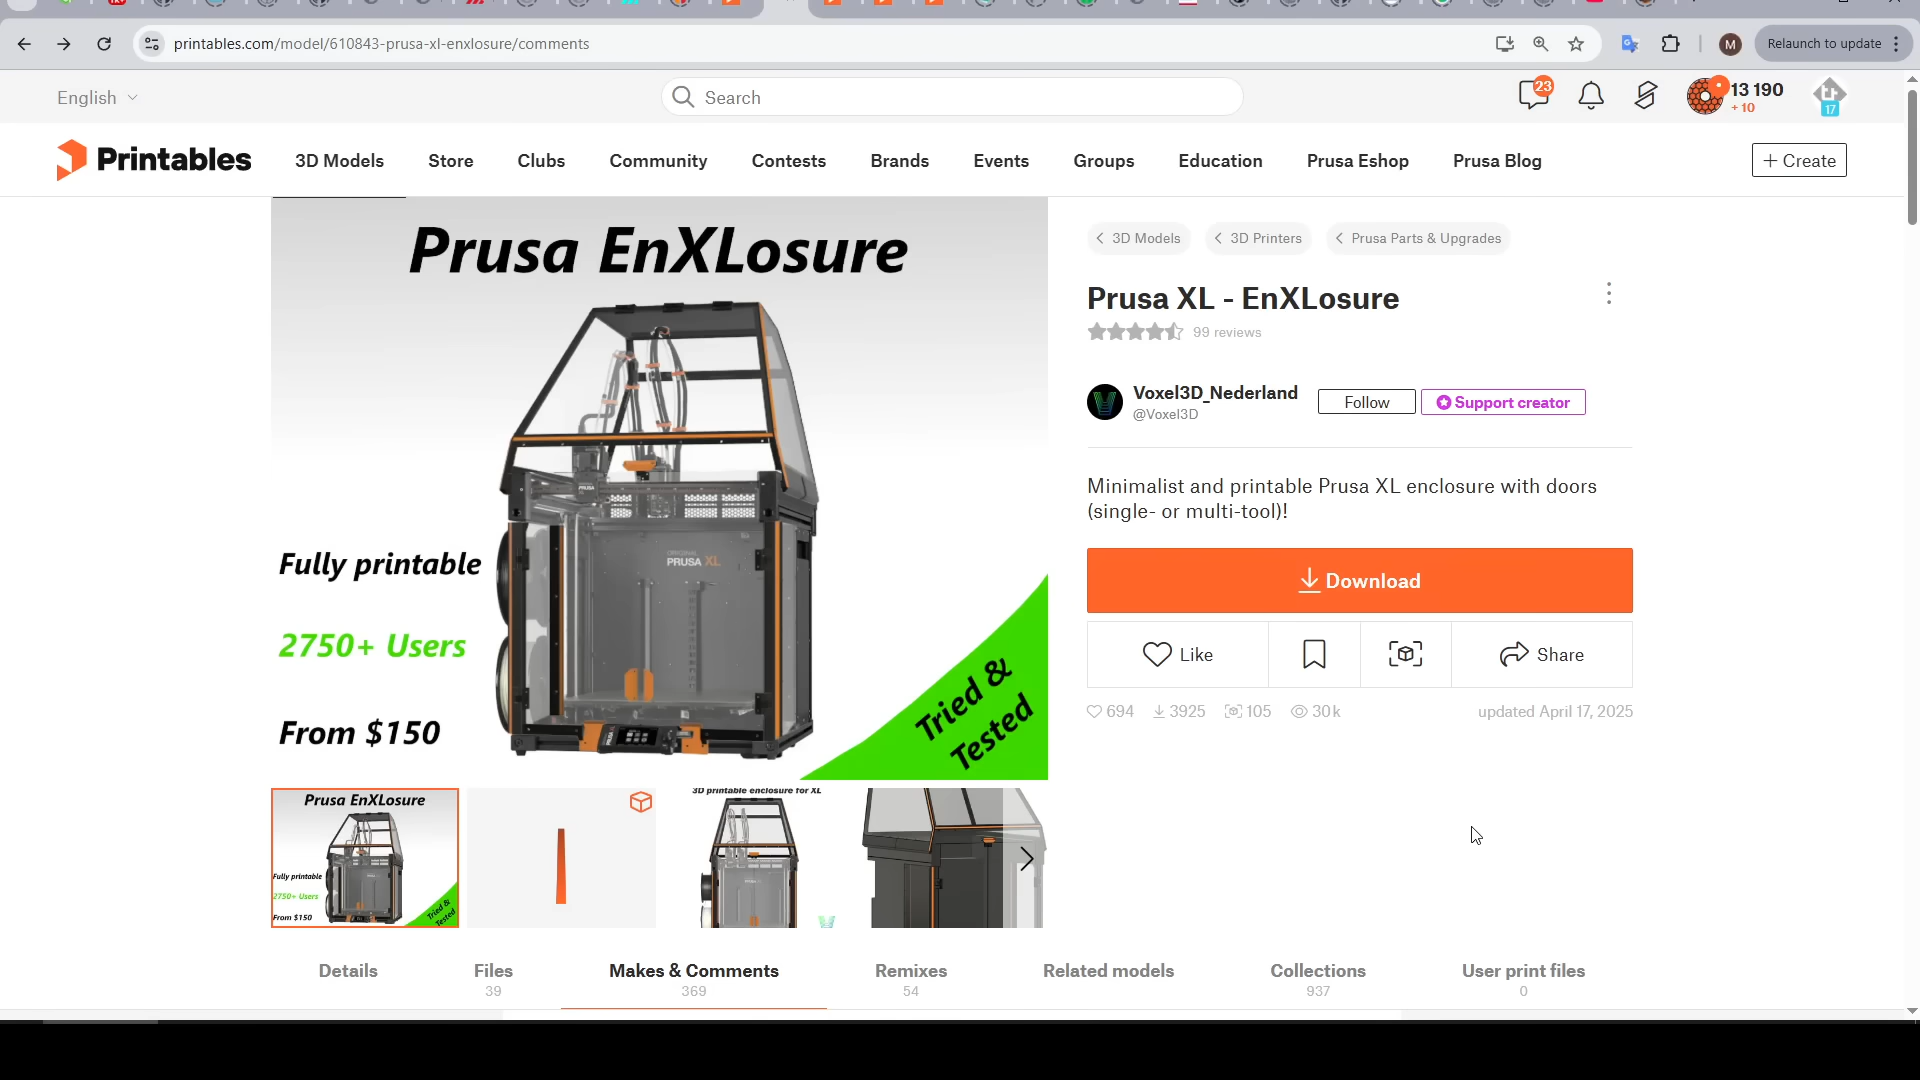 printables.com/model/610843-prusa-xl-enxlosure/comments
M
Relaunch to update
English
Search
23
13 190
+ 10
17
Printables
3D Models
Store
Clubs
Community
Contests
Brands
Events
Groups
Education
Prusa Eshop
Prusa Blog
+ Create
Prusa EnXLosure
Fully printable
2750+ Users
From $150
ORIGINAL
PRUSA XL
Tried &
Tested
3D Models
3D Printers
Prusa Parts & Upgrades
Prusa XL - EnXLosure
99 reviews
Voxel3D_Nederland
@Voxel3D
Follow
Support creator
Minimalist and printable Prusa XL enclosure with doors
(single- or multi-tool)!
Download
Like
Share
694
3925
105
30k
updated April 17, 2025
Prusa EnXLosure
Fully printable
2750+ Users
From $150
Tried &
Tested
3D printable enclosure for XL
Details
Files
39
Makes & Comments
369
Remixes
54
Related models
Collections
937
User print files
0